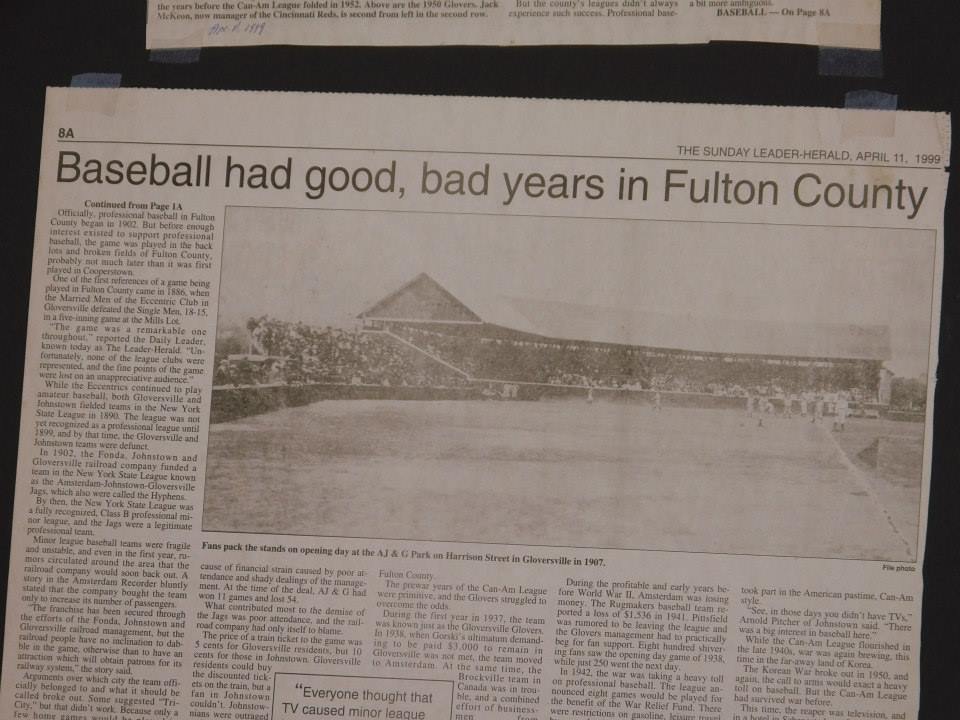 the years before the Can-Am League folded in 1952. Above are the 1950 Glovers. Jack
McKeon, now manager of the Cincinnati Reds, is second from left in the second row.
But the county's leagues didn't always
experience such success. Professional base-
a bit more ambiguous.
BASEBALL — On Page 8A
8A
THE SUNDAY LEADER-HERALD, APRIL 11, 1999
Baseball had good, bad years in Fulton County
Continued from Page 1A
Officially, professional baseball in Fulton
County began in 1902. But before enough
interest existed to support professional
baseball, the game was played in the back
lots and broken fields of Fulton County,
probably not much later than it was first
played in Cooperstown.
One of the first references of a game being
played in Fulton County came in 1886, when
the Married Men of the Eccentric Club in
Gloversville defeated the Single Men, 18-15,
in a five-inning game at the Mills Lot.
"The game was a remarkable one
throughout," reported the Daily Leader,
known today as The Leader-Herald. "Un-
fortunately, none of the league clubs were
represented, and the fine points of the game
were lost on an unappreciative audience."
While the Eccentrics continued to play
amateur baseball, both Gloversville and
Johnstown fielded teams in the New York
State League in 1890. The league was not
yet recognized as a professional league until
1899, and by that time, the Gloversville and
Johnstown teams were defunct.
In 1902, the Fonda, Johnstown and
Gloversville railroad company funded a
team in the New York State League known
as the Amsterdam-Johnstown-Gloversville
Jags, which also were called the Hyphens.
By then, the New York State League was
a fully recognized, Class B professional mi-
nor league, and the Jags were a legitimate
professional team.
Minor league baseball teams were fragile
and unstable, and even in the first year, ru-
mors circulated around the area that the
railroad company would soon back out. A
story in the Amsterdam Recorder bluntly
stated that the company bought the team
only to increase its number of passengers.
"The franchise has been secured through
the efforts of the Fonda, Johnstown and
Gloversville railroad management, but the
railroad people have no inclination to dab-
ble in the game, otherwise than to have an
attraction which will obtain patrons for its
railway system," the story said.
Arguments over which city the team offi-
cially belonged to and what it should be
called broke out. Some suggested "Tri-
City," but that didn't work. Because only a
few home games would be
Fans pack the stands on opening day at the AJ & G Park on Harrison Street in Gloversville in 1907.
File photo
cause of financial strain caused by poor at-
tendance and shady dealings of the manage-
ment. At the time of the deal, AJ & G had
won 11 games and lost 54.
What contributed most to the demise of
the Jags was poor attendance, and the rail-
road company had only itself to blame.
The price of a train ticket to the game was
5 cents for Gloversville residents, but 10
cents for those in Johnstown. Gloversville
residents could buy
the discounted tick-
ets on the train, but a
fan in Johnstown
couldn't. Johnstow-
nians were outraged
"Everyone thought that
TV caused minor league
Fulton County.
The prewar years of the Can-Am League
were primitive, and the Glovers struggled to
overcome the odds.
During the first year in 1937, the team
was known just as the Gloversville Glovers.
In 1938, when Gorski's ultimatum demand-
ing to be paid $3,000 to remain in
Gloversville was not met, the team moved
to Amsterdam. At the same time, the
Brockville team in
Canada was in trou-
ble, and a combined
effort of business-
men from
During the profitable and early years be-
fore World War II, Amsterdam was losing
money. The Rugmakers baseball team re-
ported a loss of $1,536 in 1941. Pittsfield
was rumored to be leaving the league and
the Glovers management had to practically
beg for fan support. Eight hundred shiver-
ing fans saw the opening day game of 1938,
while just 250 went the next day.
In 1942, the war was taking a heavy toll
on professional baseball. The league an-
nounced eight games would be played for
the benefit of the War Relief Fund. There
were restrictions on gasoline, leisure travel
took part in the American pastime, Can-Am
style.
"See, in those days you didn't have TVs,"
Arnold Pitcher of Johnstown said. "There
was a big interest in baseball here."
While the Can-Am League flourished in
the late 1940s, war was again brewing, this
time in the far-away land of Korea.
The Korean War broke out in 1950, and
again, the call to arms would exact a heavy
toll on baseball. But the Can-Am League
had survived war before.
This time, the reaper was television, and